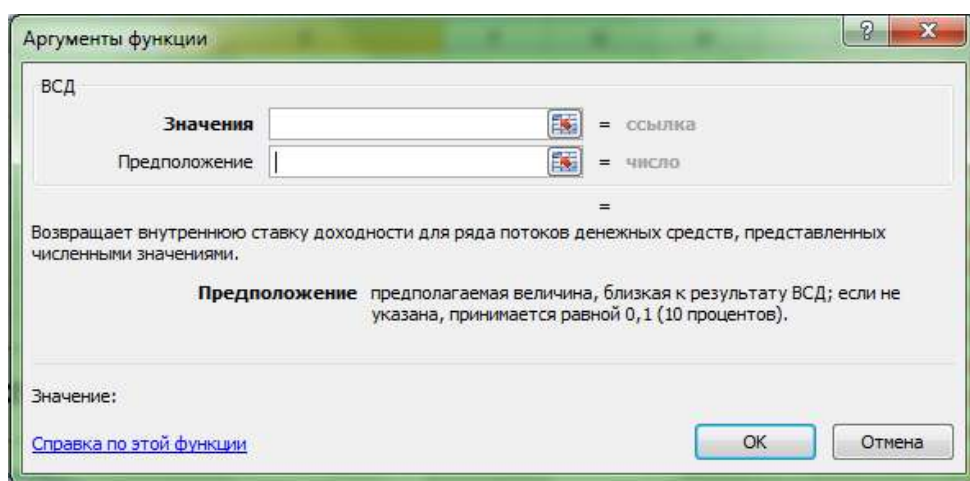 Аргументы функции
ВСД
Значения = ссылка
Предположение = число
=
Возвращает внутреннюю ставку доходности для ряда потоков денежных средств, представленных
численными значениями.
Предположение предполагаемая величина, близкая к результату ВСД; если не
указана, принимается равной 0,1 (10 процентов).
Значение:
Справка по этой функции
ОК
Отмена